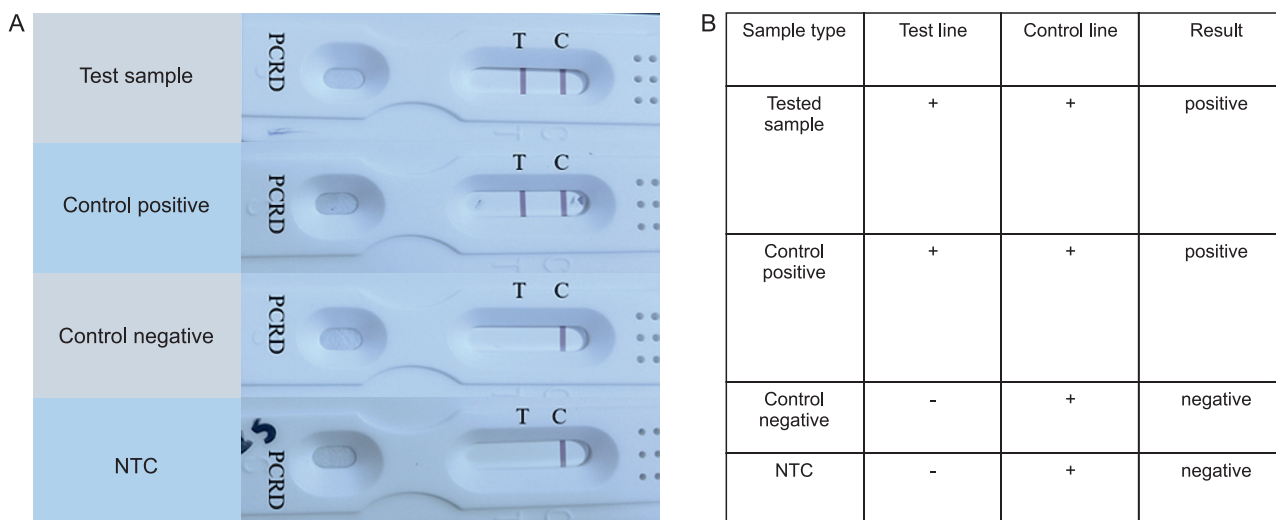 A
Test sample
PCRD
T C
Control positive
PCRD
T C
Control negative
PCRD
T C
NTC
PCRD
T C
B
Sample type Test line Control line Result
Tested sample + + positive
Control positive + + positive
Control negative - + negative
NTC - + negative